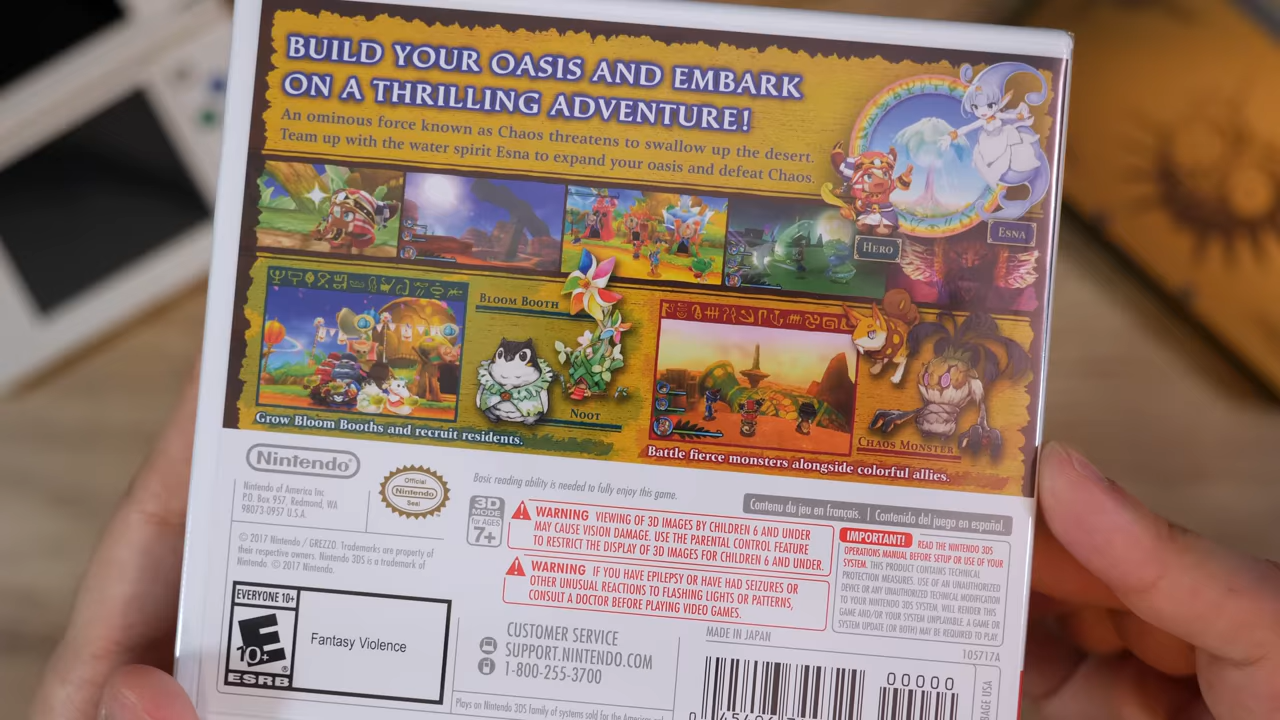 BUILD YOUR OASIS AND EMBARK
ON A THRILLING ADVENTURE!
An ominous force known as Chaos threatens to swallow up the desert.
Team up with the water spirit Esna to expand your oasis and defeat Chaos.
HERO
ESNA
BLOOM BOOTH
NOOT
Grow Bloom Booths and recruit residents.
CHAOS MONSTER
Battle fierce monsters alongside colorful allies.
Nintendo
Nintendo of America Inc.
P.O. Box 957, Redmond, WA
98073-0957 U.S.A.
Official
Nintendo
Seal
Basic reading ability is needed to fully enjoy this game.
Contenu du jeu en français. | Contenido del juego en español.
© 2017 Nintendo / GREZZO. Trademarks are property of
their respective owners. Nintendo 3DS is a trademark of
Nintendo. © 2017 Nintendo.
3D
MODE
for AGES
7+
WARNING VIEWING OF 3D IMAGES BY CHILDREN 6 AND UNDER
MAY CAUSE VISION DAMAGE. USE THE PARENTAL CONTROL FEATURE
TO RESTRICT THE DISPLAY OF 3D IMAGES FOR CHILDREN 6 AND UNDER.
WARNING IF YOU HAVE EPILEPSY OR HAVE HAD SEIZURES OR
OTHER UNUSUAL REACTIONS TO FLASHING LIGHTS OR PATTERNS,
CONSULT A DOCTOR BEFORE PLAYING VIDEO GAMES.
IMPORTANT! READ THE NINTENDO 3DS
OPERATIONS MANUAL BEFORE SETUP OR USE OF YOUR
SYSTEM. THIS PRODUCT CONTAINS TECHNICAL
PROTECTION MEASURES. USE OF AN UNAUTHORIZED
DEVICE OR ANY UNAUTHORIZED TECHNICAL MODIFICATION
TO YOUR NINTENDO 3DS SYSTEM, WILL RENDER THIS
GAME AND/OR YOUR SYSTEM UNPLAYABLE. A GAME OR
SYSTEM UPDATE (OR BOTH) MAY BE REQUIRED TO PLAY.
105717A
EVERYONE 10+
E
10+
ESRB
Fantasy Violence
CUSTOMER SERVICE
SUPPORT.NINTENDO.COM
1-800-255-3700
MADE IN JAPAN
00000
Plays on Nintendo 3DS family of systems sold for the